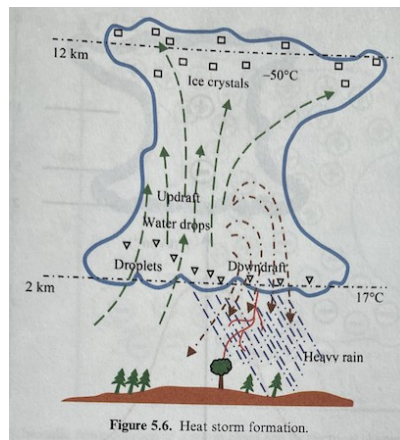 12 km
Ice crystals
−50°C
Updraft
Water drops
Droplets
Downdraft
2 km
17°C
Heavy rain
Figure 5.6. Heat storm formation.